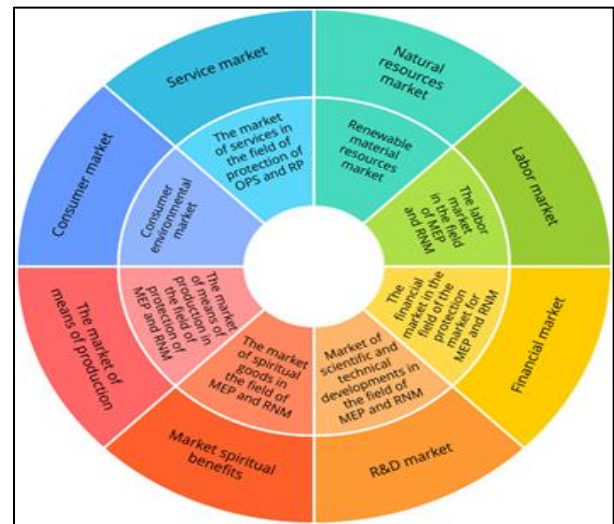 Service market
Natural
resources
market
Labor market
Financial market
R&D market
Market spiritual
benefits
The market of
means of production
Consumer market
The market
of services in
the field of
protection of
OPS and RP
Renewable
material
resources
market
The labor
market
in the field
of MEP
and RNM
The
financial
market in the
field of the
protection
market for
MEP and RNM
Market of
scientific and
technical
developments in
the field of
MEP and RNM
The market
of spiritual
goods in
the field of
MEP and RNM
The market
of means of
production in
the field of
protection of
MEP and RNM
Consumer
environmental
market